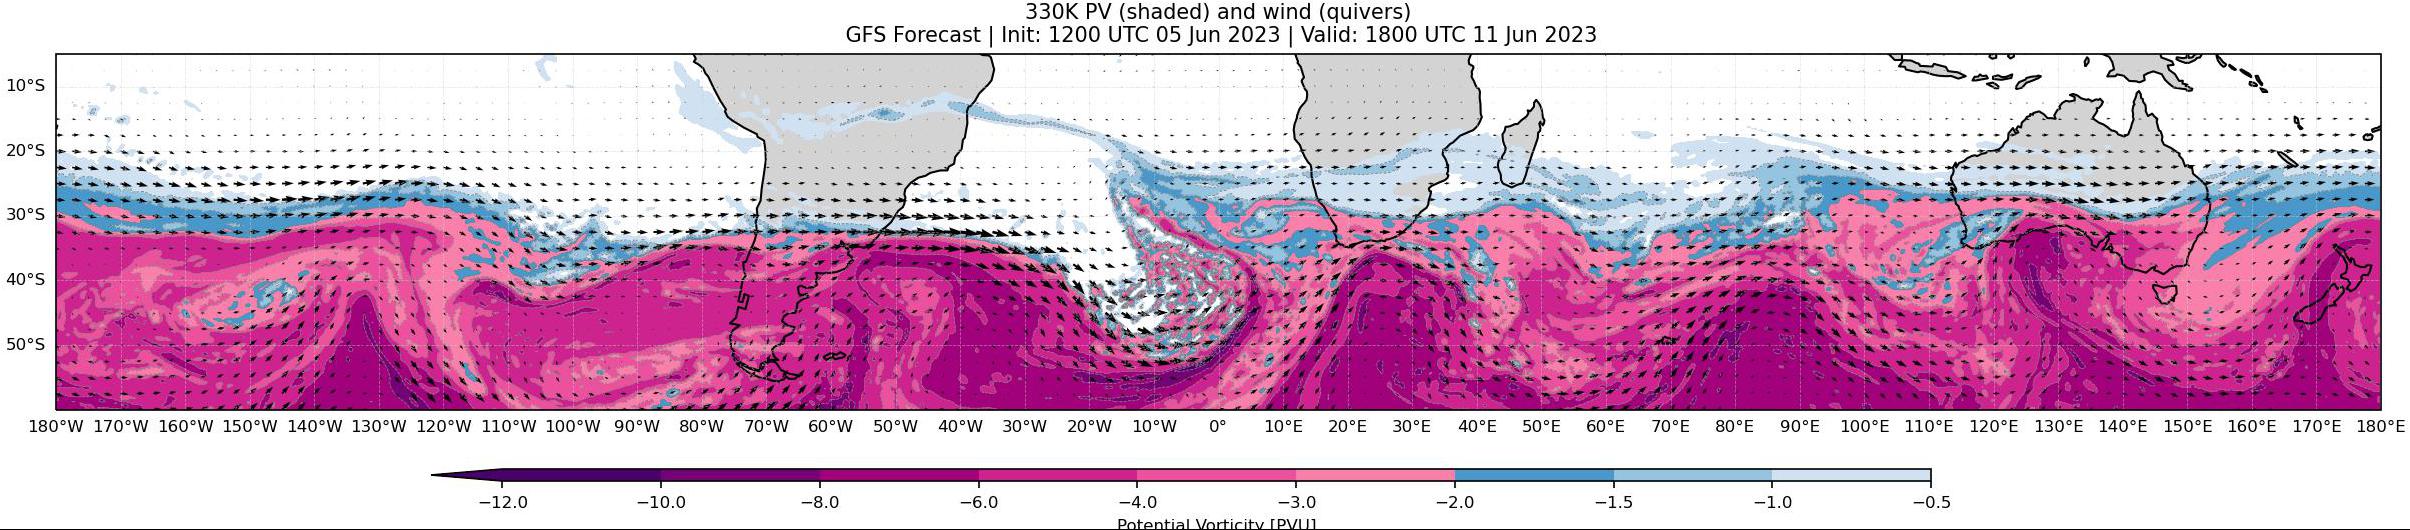 330K PV (shaded) and wind (quivers)
GFS Forecast | Init: 1200 UTC 05 Jun 2023 | Valid: 1800 UTC 11 Jun 2023
10°S
20°S
30°S
40°S
50°S
180°W 170°W 160°W 150°W 140°W 130°W 120°W 110°W 100°W 90°W 80°W 70°W 60°W 50°W 40°W 30°W 20°W 10°W 0° 10°E 20°E 30°E 40°E 50°E 60°E 70°E 80°E 90°E 100°E 110°E 120°E 130°E 140°E 150°E 160°E 170°E 180°E
−12.0 −10.0 −8.0 −6.0 −4.0 −3.0 −2.0 −1.5 −1.0 −0.5
Potential Vorticity [PVU]